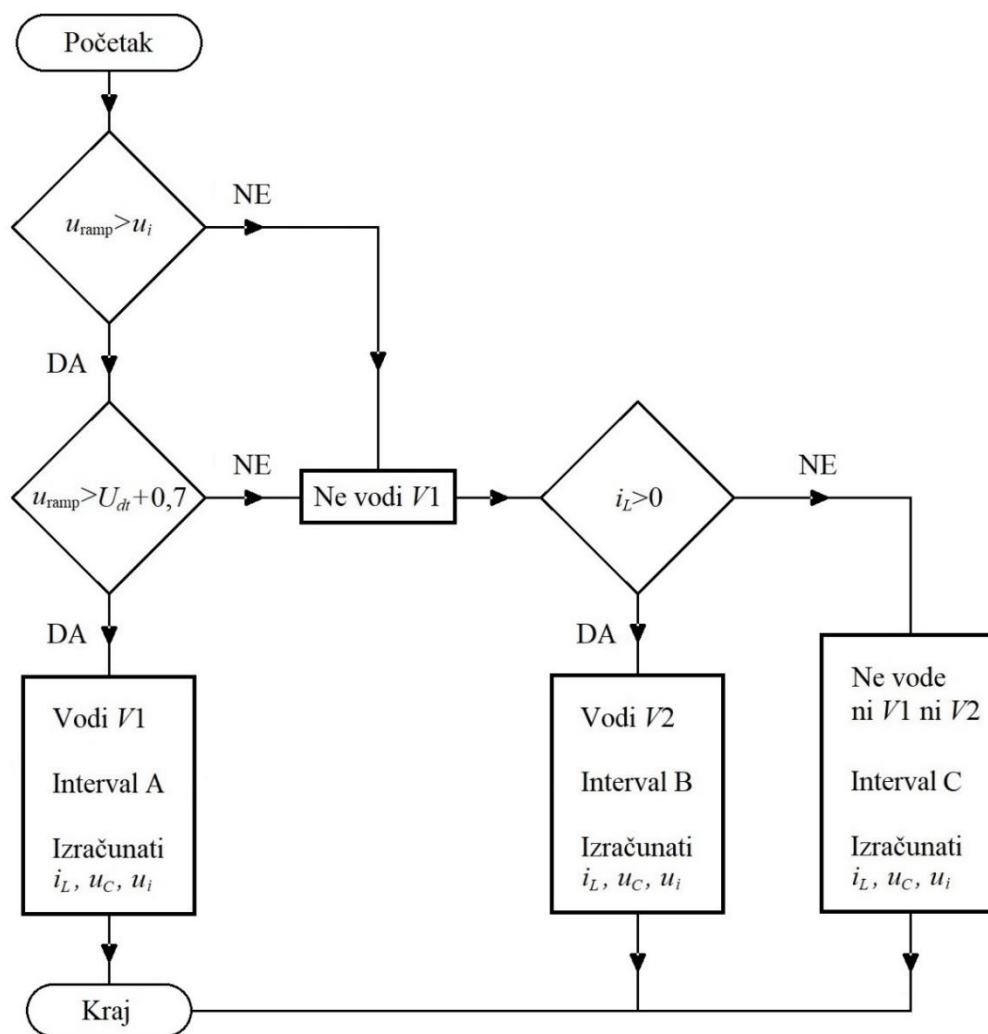 Početak
u_ramp>u_i
NE
DA
u_ramp>U_dt+0,7
NE
Ne vodi V1
i_L>0
NE
DA
DA
Vodi V1
Interval A
Izračunati
i_L, u_C, u_i
Vodi V2
Interval B
Izračunati
i_L, u_C, u_i
Ne vode
ni V1 ni V2
Interval C
Izračunati
i_L, u_C, u_i
Kraj